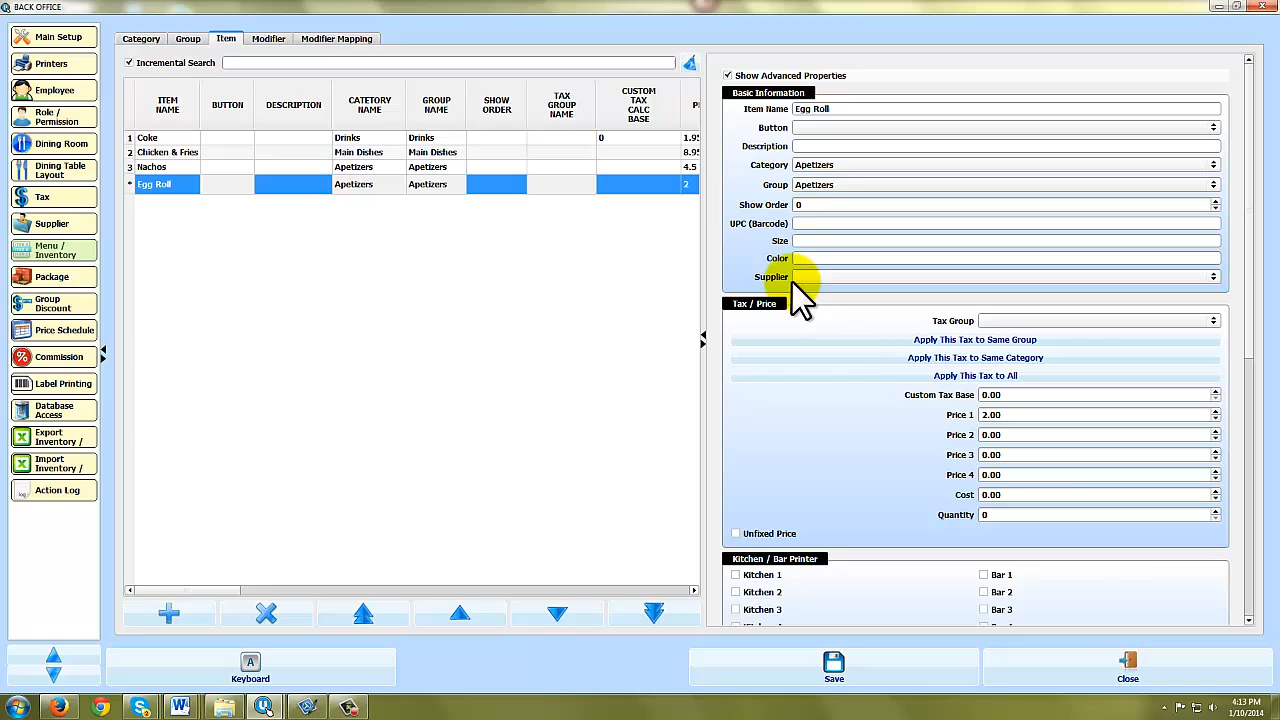 BACK OFFICE
Main Setup
Printers
Employee
Role /
Permission
Dining Room
Dining Table
Layout
Tax
Supplier
Menu /
Inventory
Package
Group
Discount
Price Schedule
Commission
Label Printing
Database
Access
Export
Inventory /
Import
Inventory /
Action Log
Category Group Item Modifier Modifier Mapping
Incremental Search
ITEM NAME BUTTON DESCRIPTION CATETORY NAME GROUP NAME SHOW ORDER TAX GROUP NAME CUSTOM TAX CALC BASE
1 Coke Drinks Drinks 0 1.95
2 Chicken & Fries Main Dishes Main Dishes 8.95
3 Nachos Apetizers Apetizers 4.5
* Egg Roll Apetizers Apetizers 2
Show Advanced Properties
Basic Information
Item Name Egg Roll
Button
Description
Category Apetizers
Group Apetizers
Show Order 0
UPC (Barcode)
Size
Color
Supplier
Tax / Price
Tax Group
Apply This Tax to Same Group
Apply This Tax to Same Category
Apply This Tax to All
Custom Tax Base 0.00
Price 1 2.00
Price 2 0.00
Price 3 0.00
Price 4 0.00
Cost 0.00
Quantity 0
Unfixed Price
Kitchen / Bar Printer
Kitchen 1 Bar 1
Kitchen 2 Bar 2
Kitchen 3 Bar 3
A
Keyboard
Save
Close
4:13 PM
1/10/2014